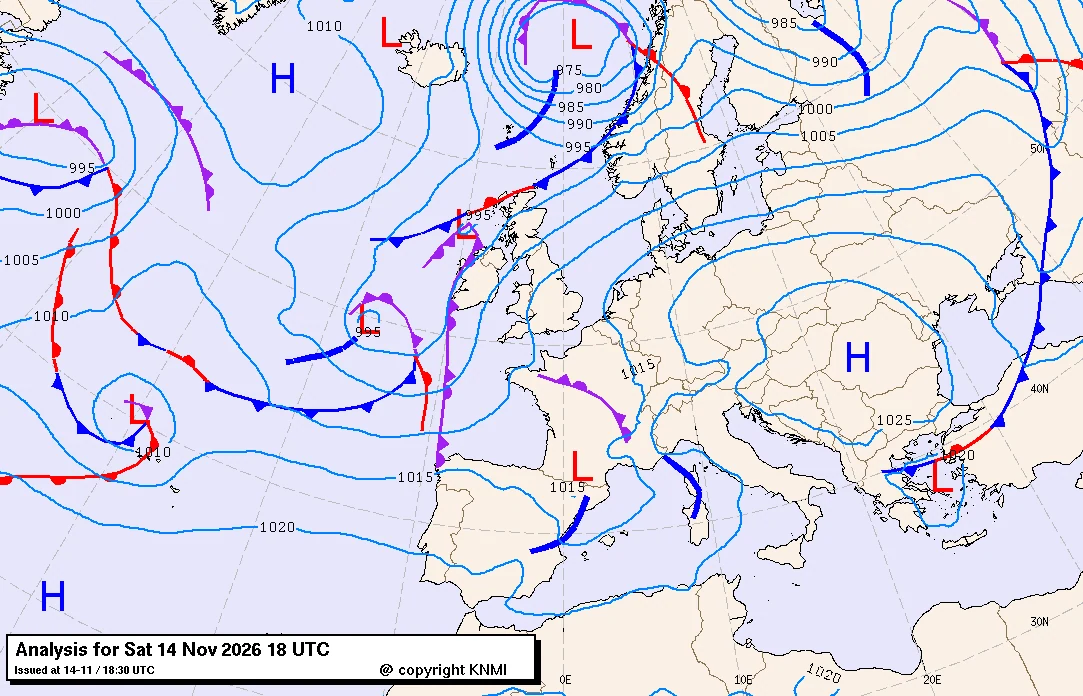 1010
L
L
985
H
975
990
980
985
1000
L
990
1005
995
50N
995
1000
995
L
1005
1010
L
995
H
1015
40N
L
1025
1010
1020
L
1015
L
1015
1020
H
30N
Analysis for Sat 14 Nov 2026 18 UTC
Issued at 14-11 / 18:30 UTC
@ copyright KNMI
0E
10E
1020
20E